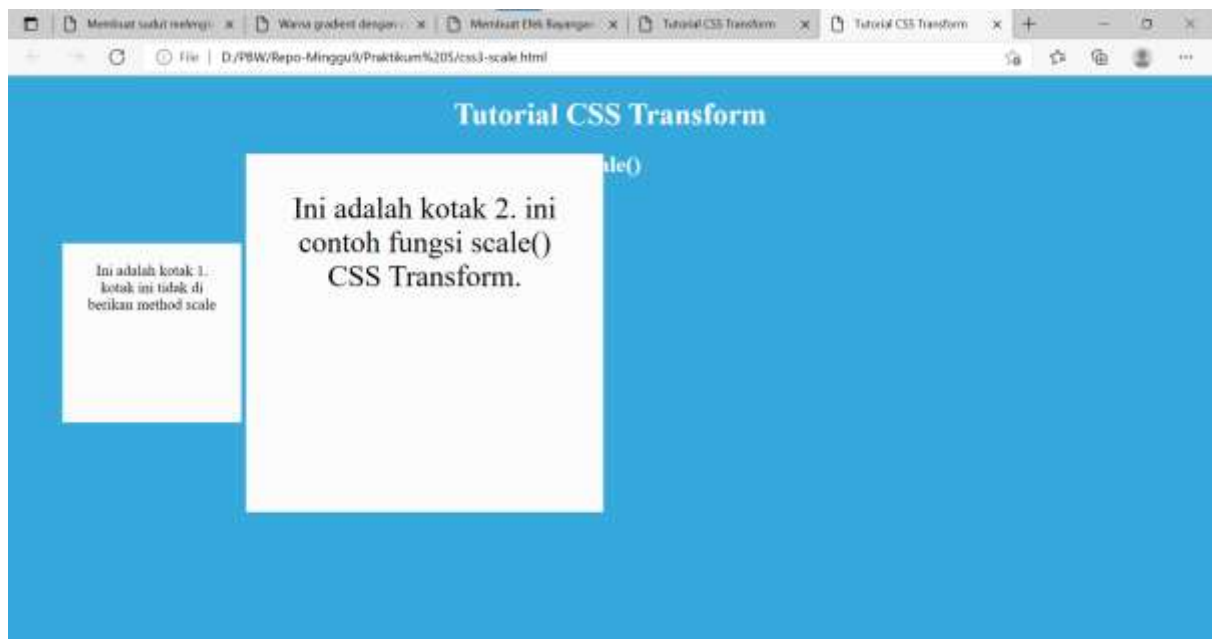 Membuat sudut melengk
Warna gradient dengan
Membuat Efek Bayangan
Tutorial CSS Transform
Tutorial CSS Transform
File | D:/PBW/Repo-Minggu9/Praktikum%205/css3-scale.html
Tutorial CSS Transform
ale()
Ini adalah kotak 2. ini
contoh fungsi scale()
CSS Transform.
Ini adalah kotak 1.
kotak ini tidak di
berikan method scale